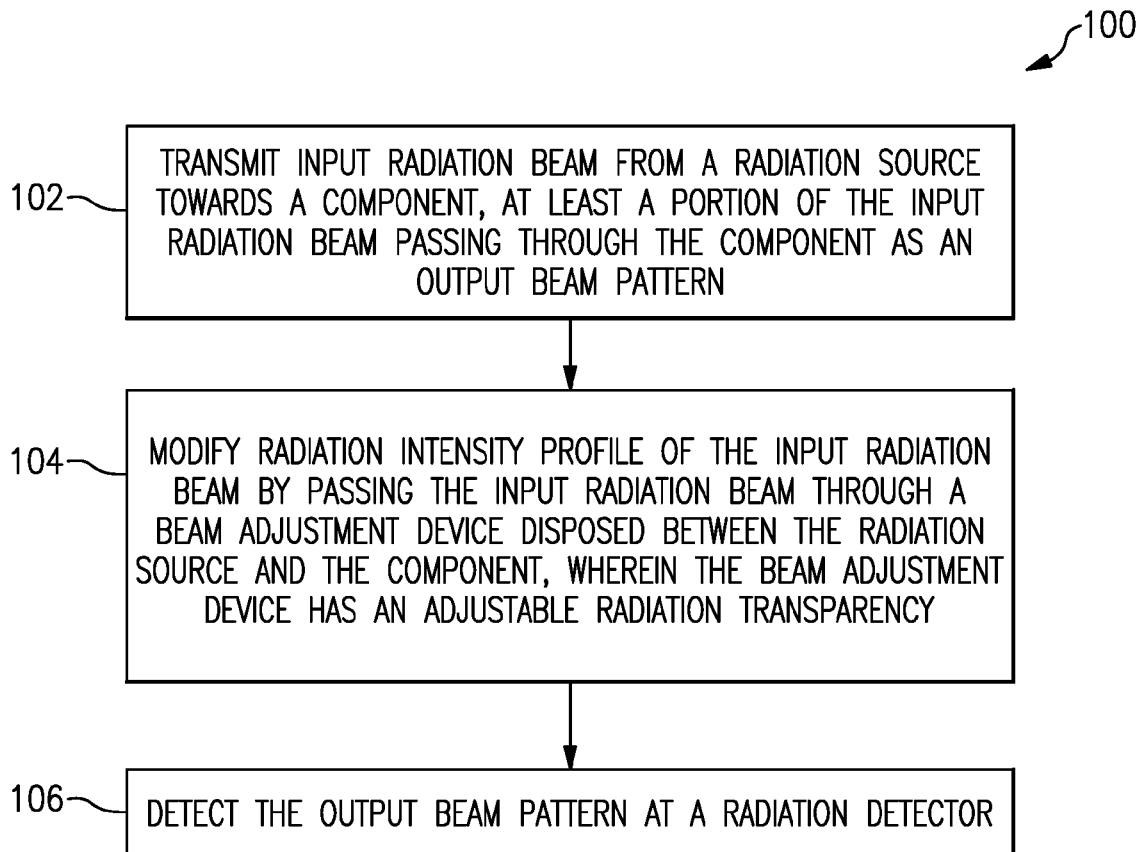 100
102
TRANSMIT INPUT RADIATION BEAM FROM A RADIATION SOURCE
TOWARDS A COMPONENT, AT LEAST A PORTION OF THE INPUT
RADIATION BEAM PASSING THROUGH THE COMPONENT AS AN
OUTPUT BEAM PATTERN
104
MODIFY RADIATION INTENSITY PROFILE OF THE INPUT RADIATION
BEAM BY PASSING THE INPUT RADIATION BEAM THROUGH A
BEAM ADJUSTMENT DEVICE DISPOSED BETWEEN THE RADIATION
SOURCE AND THE COMPONENT, WHEREIN THE BEAM ADJUSTMENT
DEVICE HAS AN ADJUSTABLE RADIATION TRANSPARENCY
106
DETECT THE OUTPUT BEAM PATTERN AT A RADIATION DETECTOR